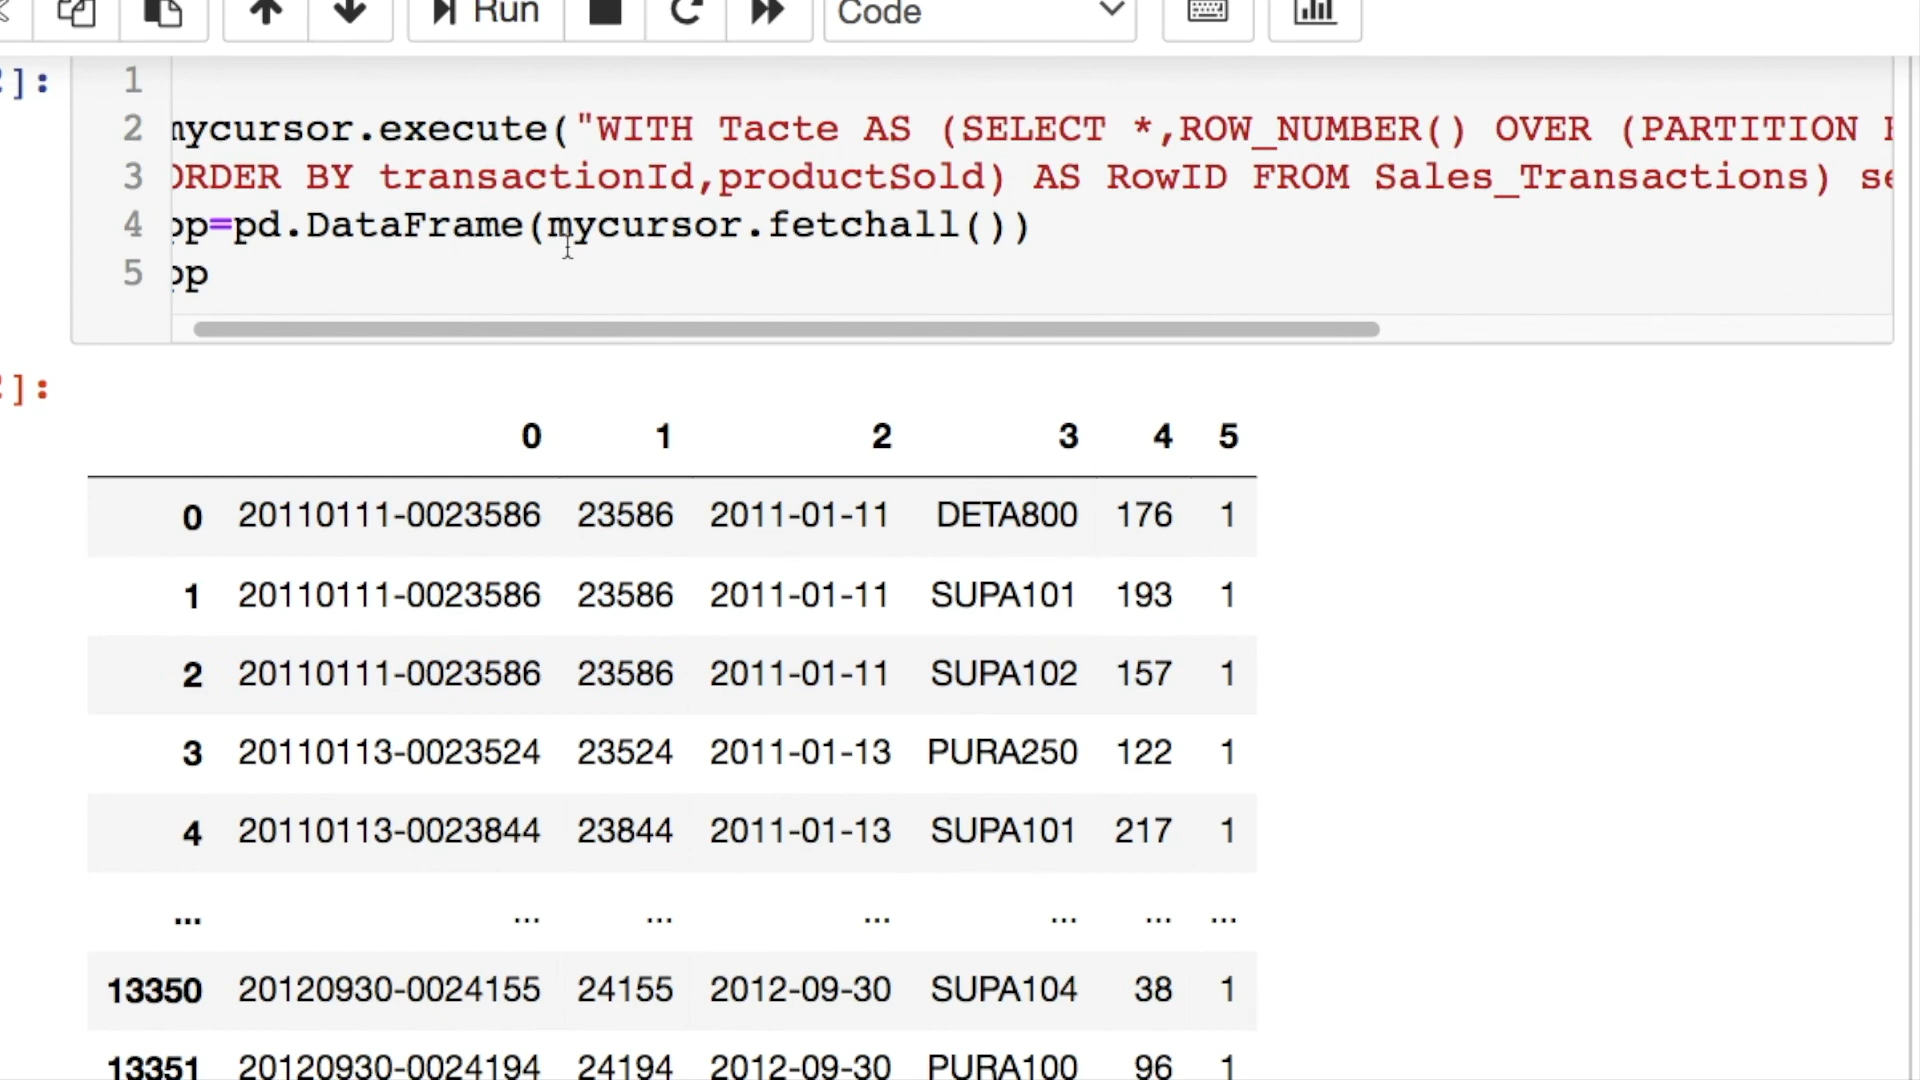 Run
Code
]:
1
2 mycursor.execute("WITH Tacte AS (SELECT *,ROW_NUMBER() OVER (PARTITION
3 ORDER BY transactionId,productSold) AS RowID FROM Sales_Transactions) se
4 pp=pd.DataFrame(mycursor.fetchall())
5 pp
]:
0 1 2 3 4 5
0 20110111-0023586 23586 2011-01-11 DETA800 176 1
1 20110111-0023586 23586 2011-01-11 SUPA101 193 1
2 20110111-0023586 23586 2011-01-11 SUPA102 157 1
3 20110113-0023524 23524 2011-01-13 PURA250 122 1
4 20110113-0023844 23844 2011-01-13 SUPA101 217 1
... ... ... ... ... ... ...
13350 20120930-0024155 24155 2012-09-30 SUPA104 38 1
13351 20120930-0024194 24194 2012-09-30 PURA100 96 1